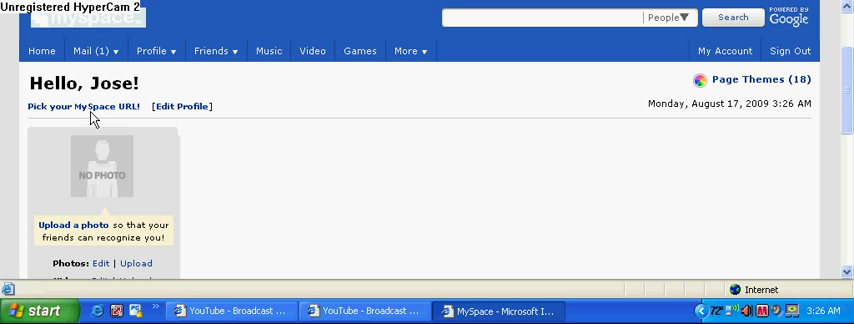 Unregistered HyperCam 2
myspace.
People▼
Search
POWERED BY
Google
Home
Mail (1) ▼
Profile ▼
Friends ▼
Music
Video
Games
More ▼
My Account
Sign Out
Hello, Jose!
Page Themes (18)
Pick your MySpace URL! [Edit Profile]
Monday, August 17, 2009 3:26 AM
NO PHOTO
Upload a photo so that your
friends can recognize you!
Photos: Edit | Upload
Internet
start
YouTube - Broadcast ...
YouTube - Broadcast ...
MySpace - Microsoft I...
3:26 AM